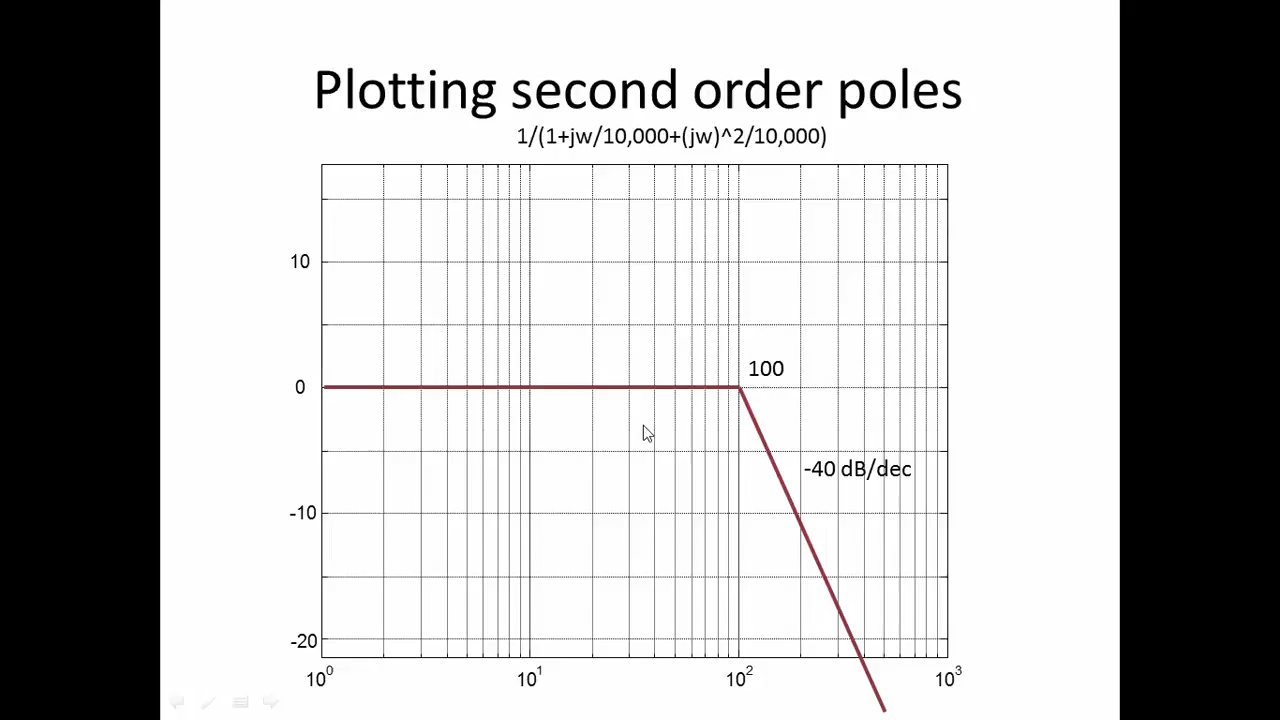 Plotting second order poles
1/(1+jw/10,000+(jw)^2/10,000)
10
100
0
-40 dB/dec
-10
-20
10^0 10^1 10^2 10^3